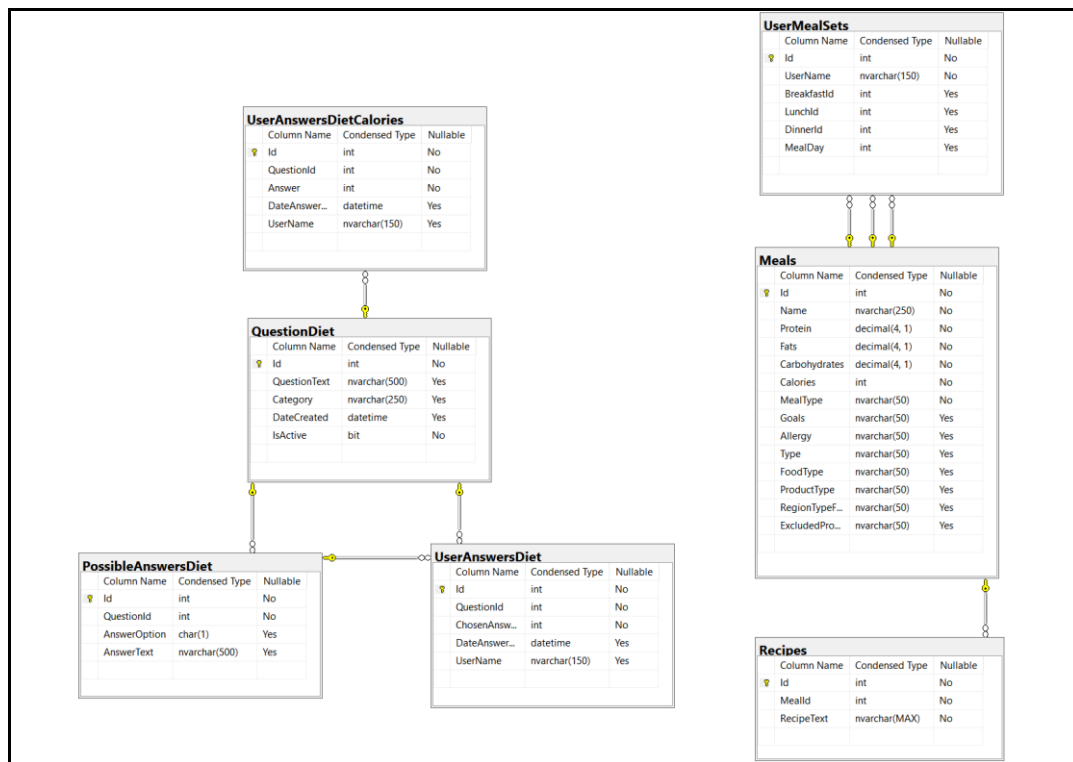 UserMealSets
Column Name Condensed Type Nullable
Id int No
UserName nvarchar(150) No
BreakfastId int Yes
LunchId int Yes
DinnerId int Yes
MealDay int Yes
UserAnswersDietCalories
Column Name Condensed Type Nullable
Id int No
QuestionId int No
Answer int No
DateAnswer... datetime Yes
UserName nvarchar(150) Yes
Meals
Column Name Condensed Type Nullable
Id int No
Name nvarchar(250) No
Protein decimal(4, 1) No
Fats decimal(4, 1) No
Carbohydrates decimal(4, 1) No
Calories int No
MealType nvarchar(50) No
Goals nvarchar(50) Yes
Allergy nvarchar(50) Yes
Type nvarchar(50) Yes
FoodType nvarchar(50) Yes
ProductType nvarchar(50) Yes
RegionTypeF... nvarchar(50) Yes
ExcludedPro... nvarchar(50) Yes
QuestionDiet
Column Name Condensed Type Nullable
Id int No
QuestionText nvarchar(500) Yes
Category nvarchar(250) Yes
DateCreated datetime Yes
IsActive bit No
PossibleAnswersDiet
Column Name Condensed Type Nullable
Id int No
QuestionId int No
AnswerOption char(1) Yes
AnswerText nvarchar(500) Yes
UserAnswersDiet
Column Name Condensed Type Nullable
Id int No
QuestionId int No
ChosenAnsw... int No
DateAnswer... datetime Yes
UserName nvarchar(150) Yes
Recipes
Column Name Condensed Type Nullable
Id int No
MealId int No
RecipeText nvarchar(MAX) No